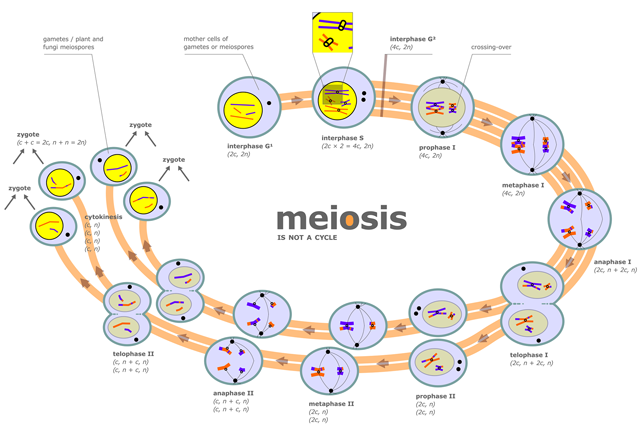 gametes / plant and
fungi meiospores
mother cells of
gametes or meiospores
interphase G²
(4c, 2n)
crossing-over
zygote
(c + c = 2c, n + n = 2n)
zygote
zygote
interphase G¹
(2c, 2n)
interphase S
(2c × 2 = 4c, 2n)
prophase I
(4c, 2n)
metaphase I
(4c, 2n)
cytokinesis
(c, n)
(c, n)
(c, n)
(c, n)
meiosis
IS NOT A CYCLE
anaphase I
(2c, n + 2c, n)
telophase II
(c, n + c, n)
(c, n + c, n)
telophase I
(2c, n + 2c, n)
anaphase II
(c, n + c, n)
(c, n + c, n)
metaphase II
(2c, n)
(2c, n)
prophase II
(2c, n)
(2c, n)